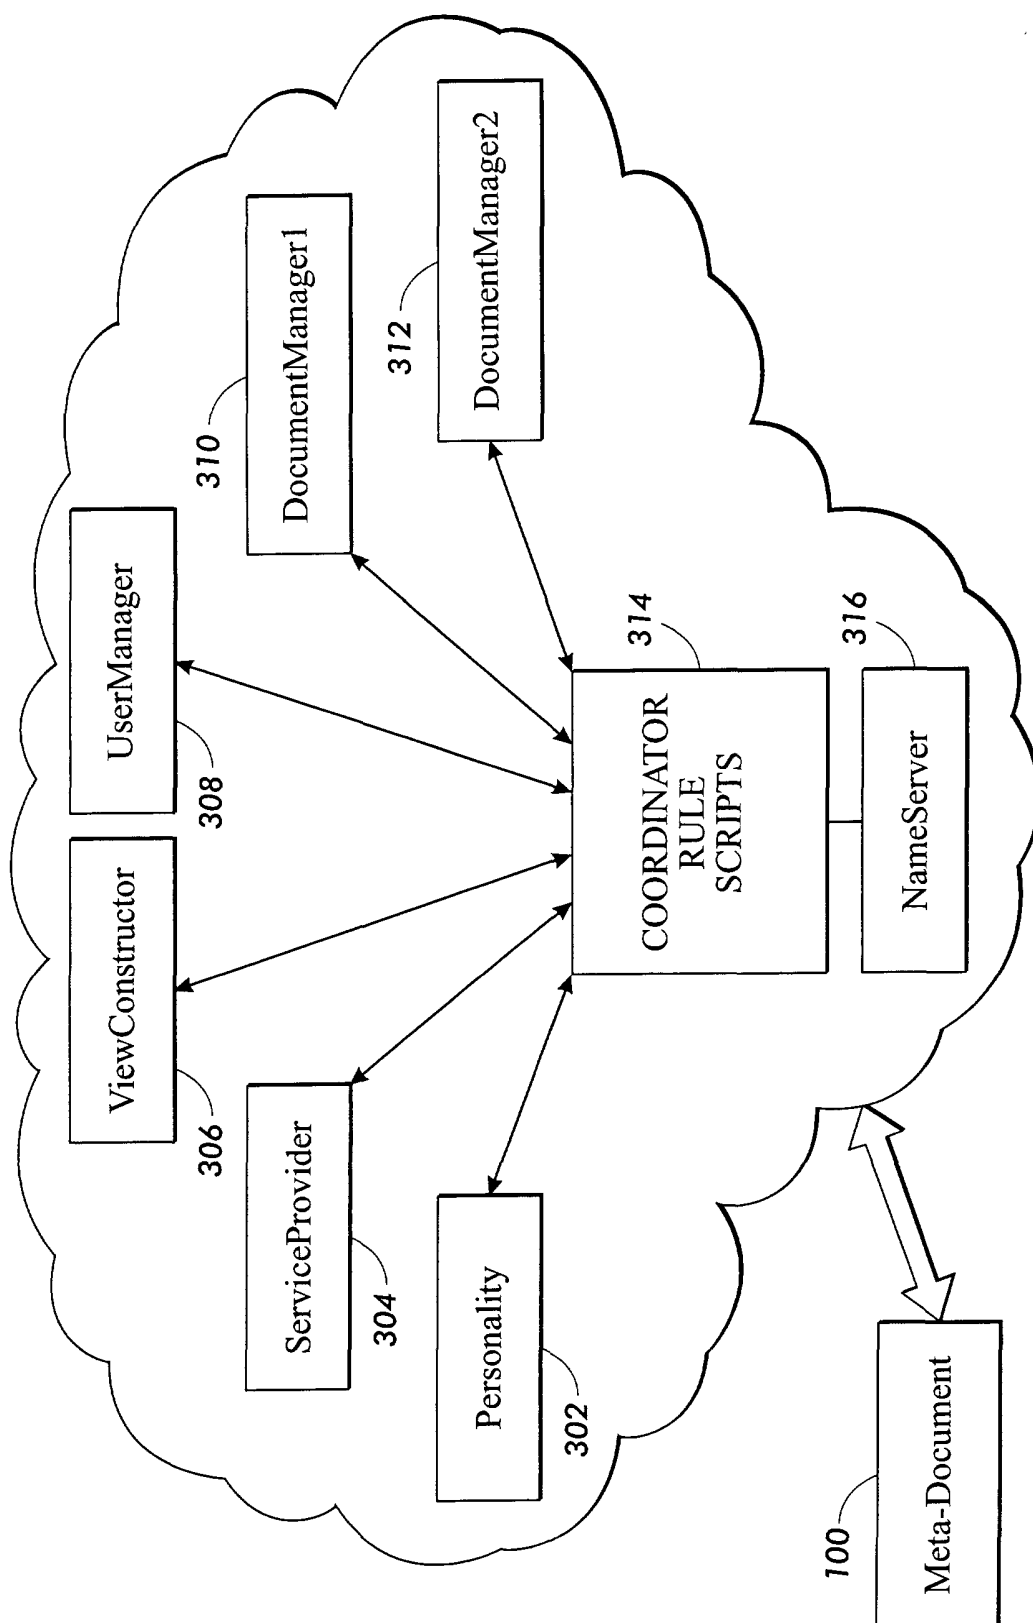 ViewConstructor
306
UserManager
308
ServiceProvider
304
310
DocumentManager1
Personality
302
312
DocumentManager2
COORDINATOR
RULE
SCRIPTS
314
NameServer
316
100
Meta-Document